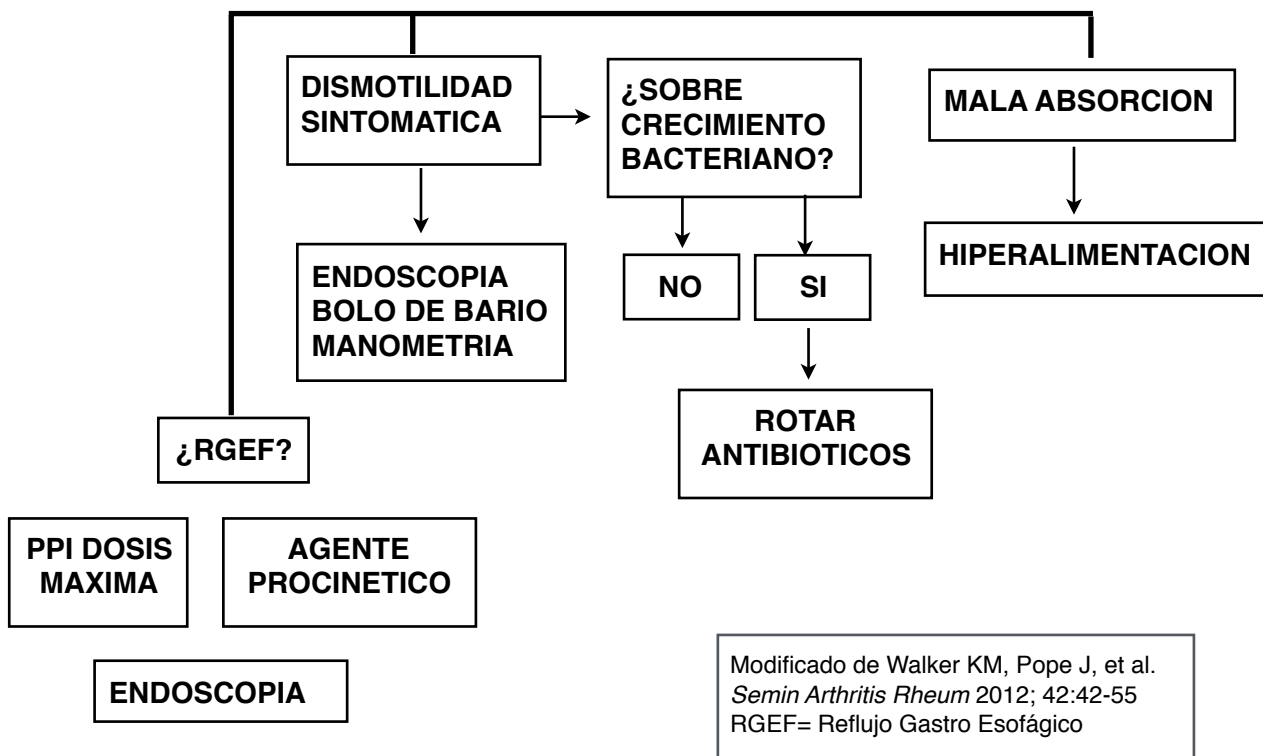 DISMOTILIDAD
SINTOMATICA
¿SOBRE
CRECIMIENTO
BACTERIANO?
MALA ABSORCION
ENDOSCOPIA
BOLO DE BARIO
MANOMETRIA
NO
SI
HIPERALIMENTACION
ROTAR
ANTIBIOTICOS
¿RGEF?
PPI DOSIS
MAXIMA
AGENTE
PROCINETICO
ENDOSCOPIA
Modificado de Walker KM, Pope J, et al.
Semin Arthritis Rheum 2012; 42:42-55
RGEF= Reflujo Gastro Esofágico